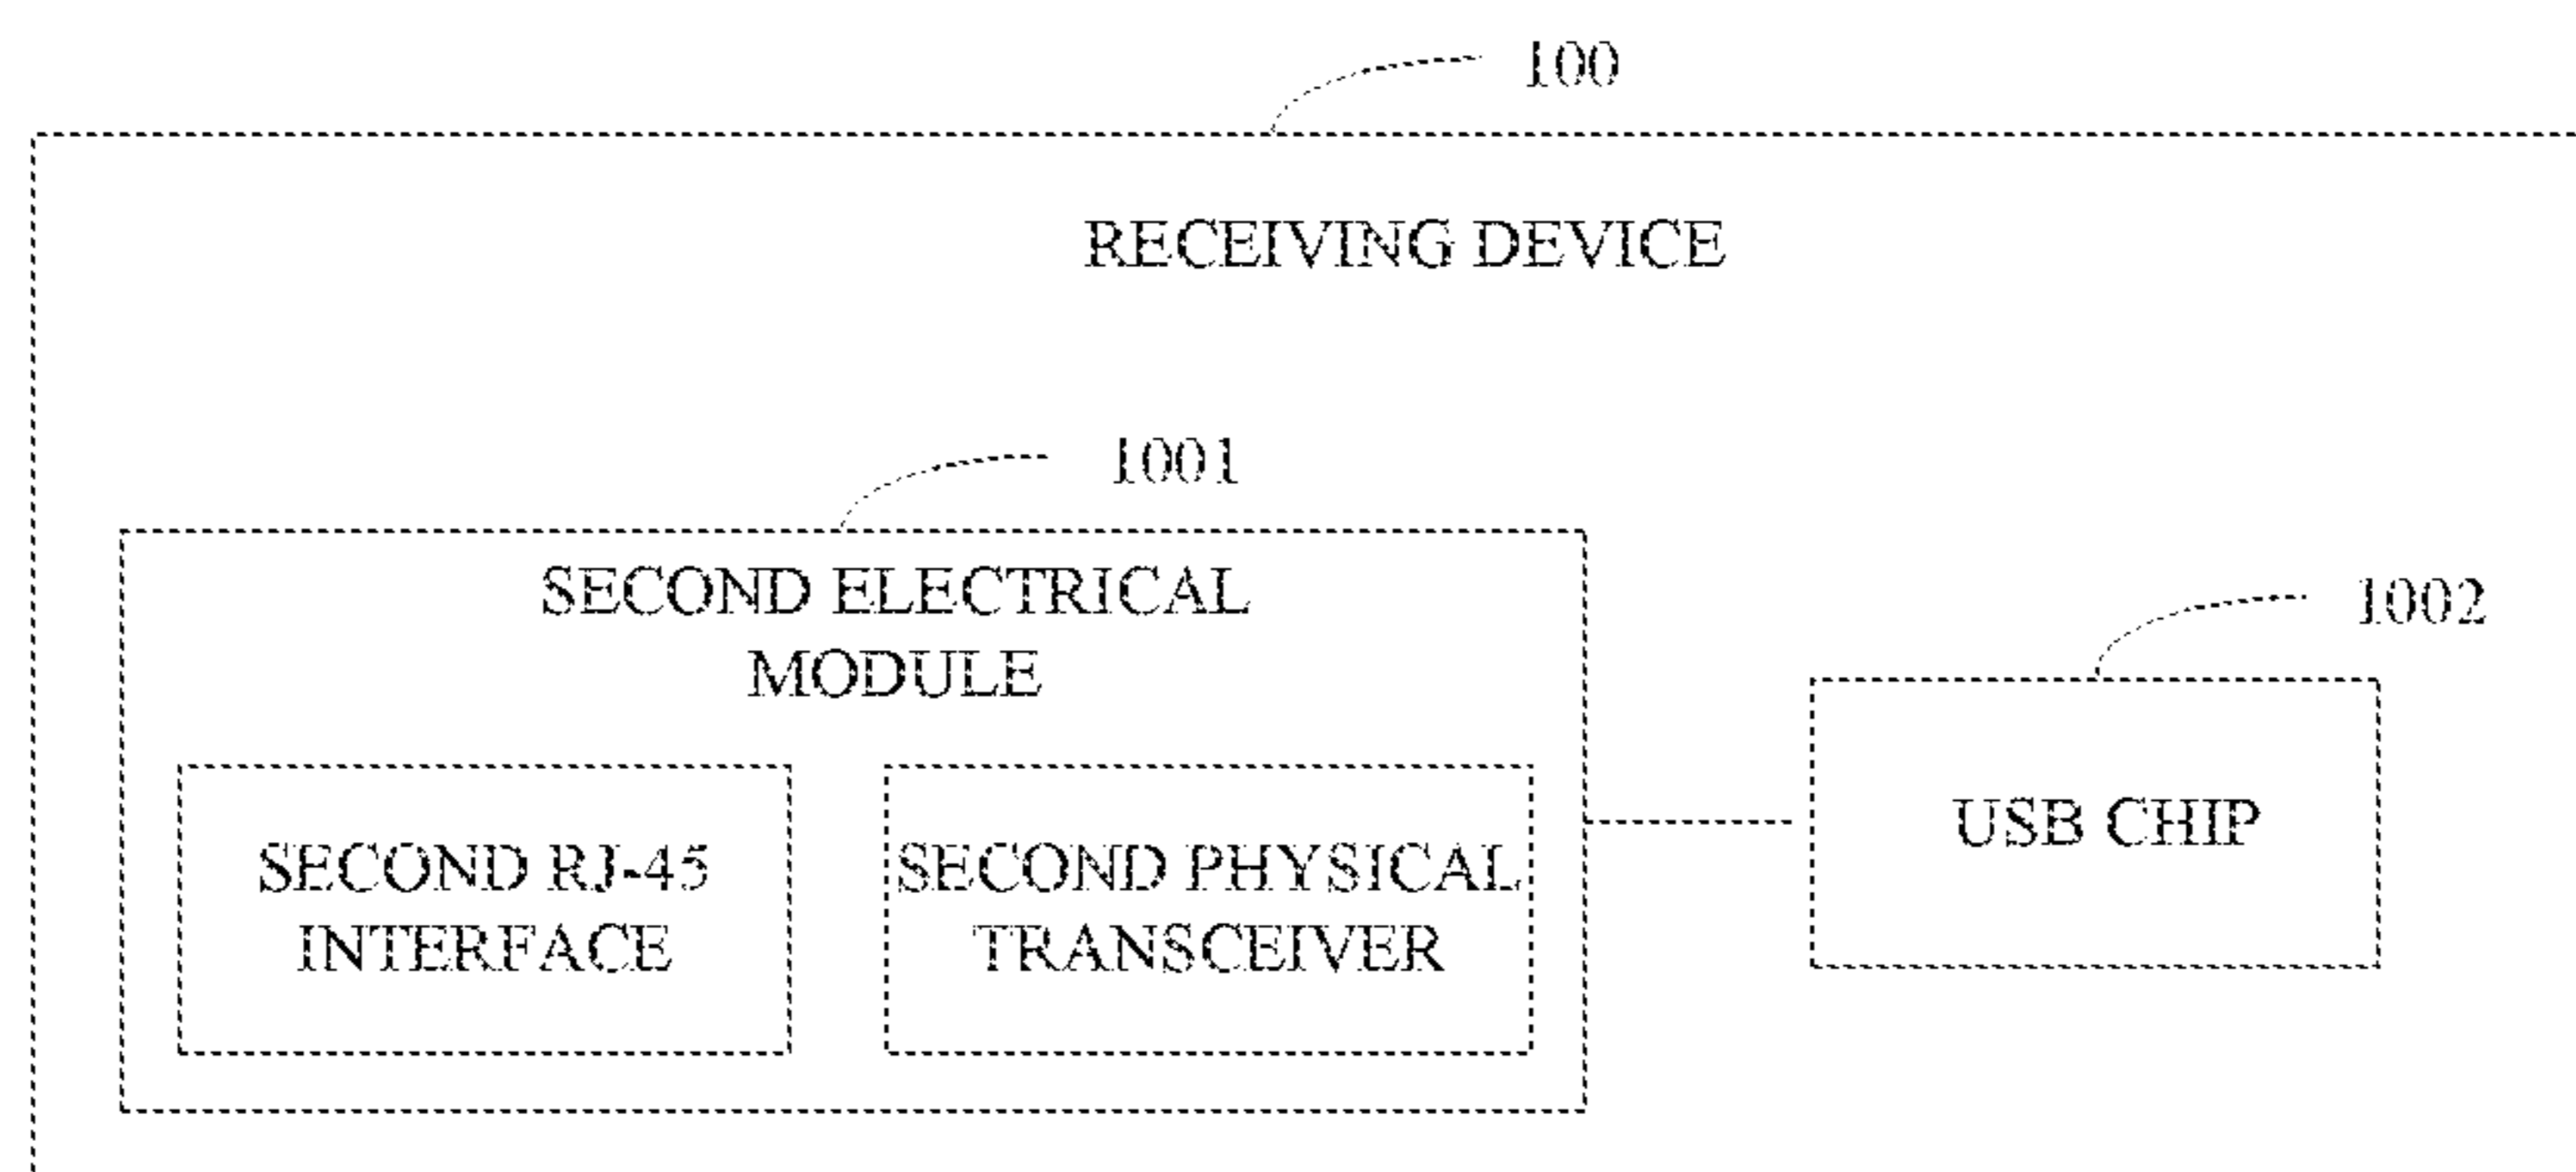 100
RECEIVING DEVICE
1001
SECOND ELECTRICAL
MODULE
1002
SECOND RJ-45
INTERFACE
SECOND PHYSICAL
TRANSCEIVER
USB CHIP